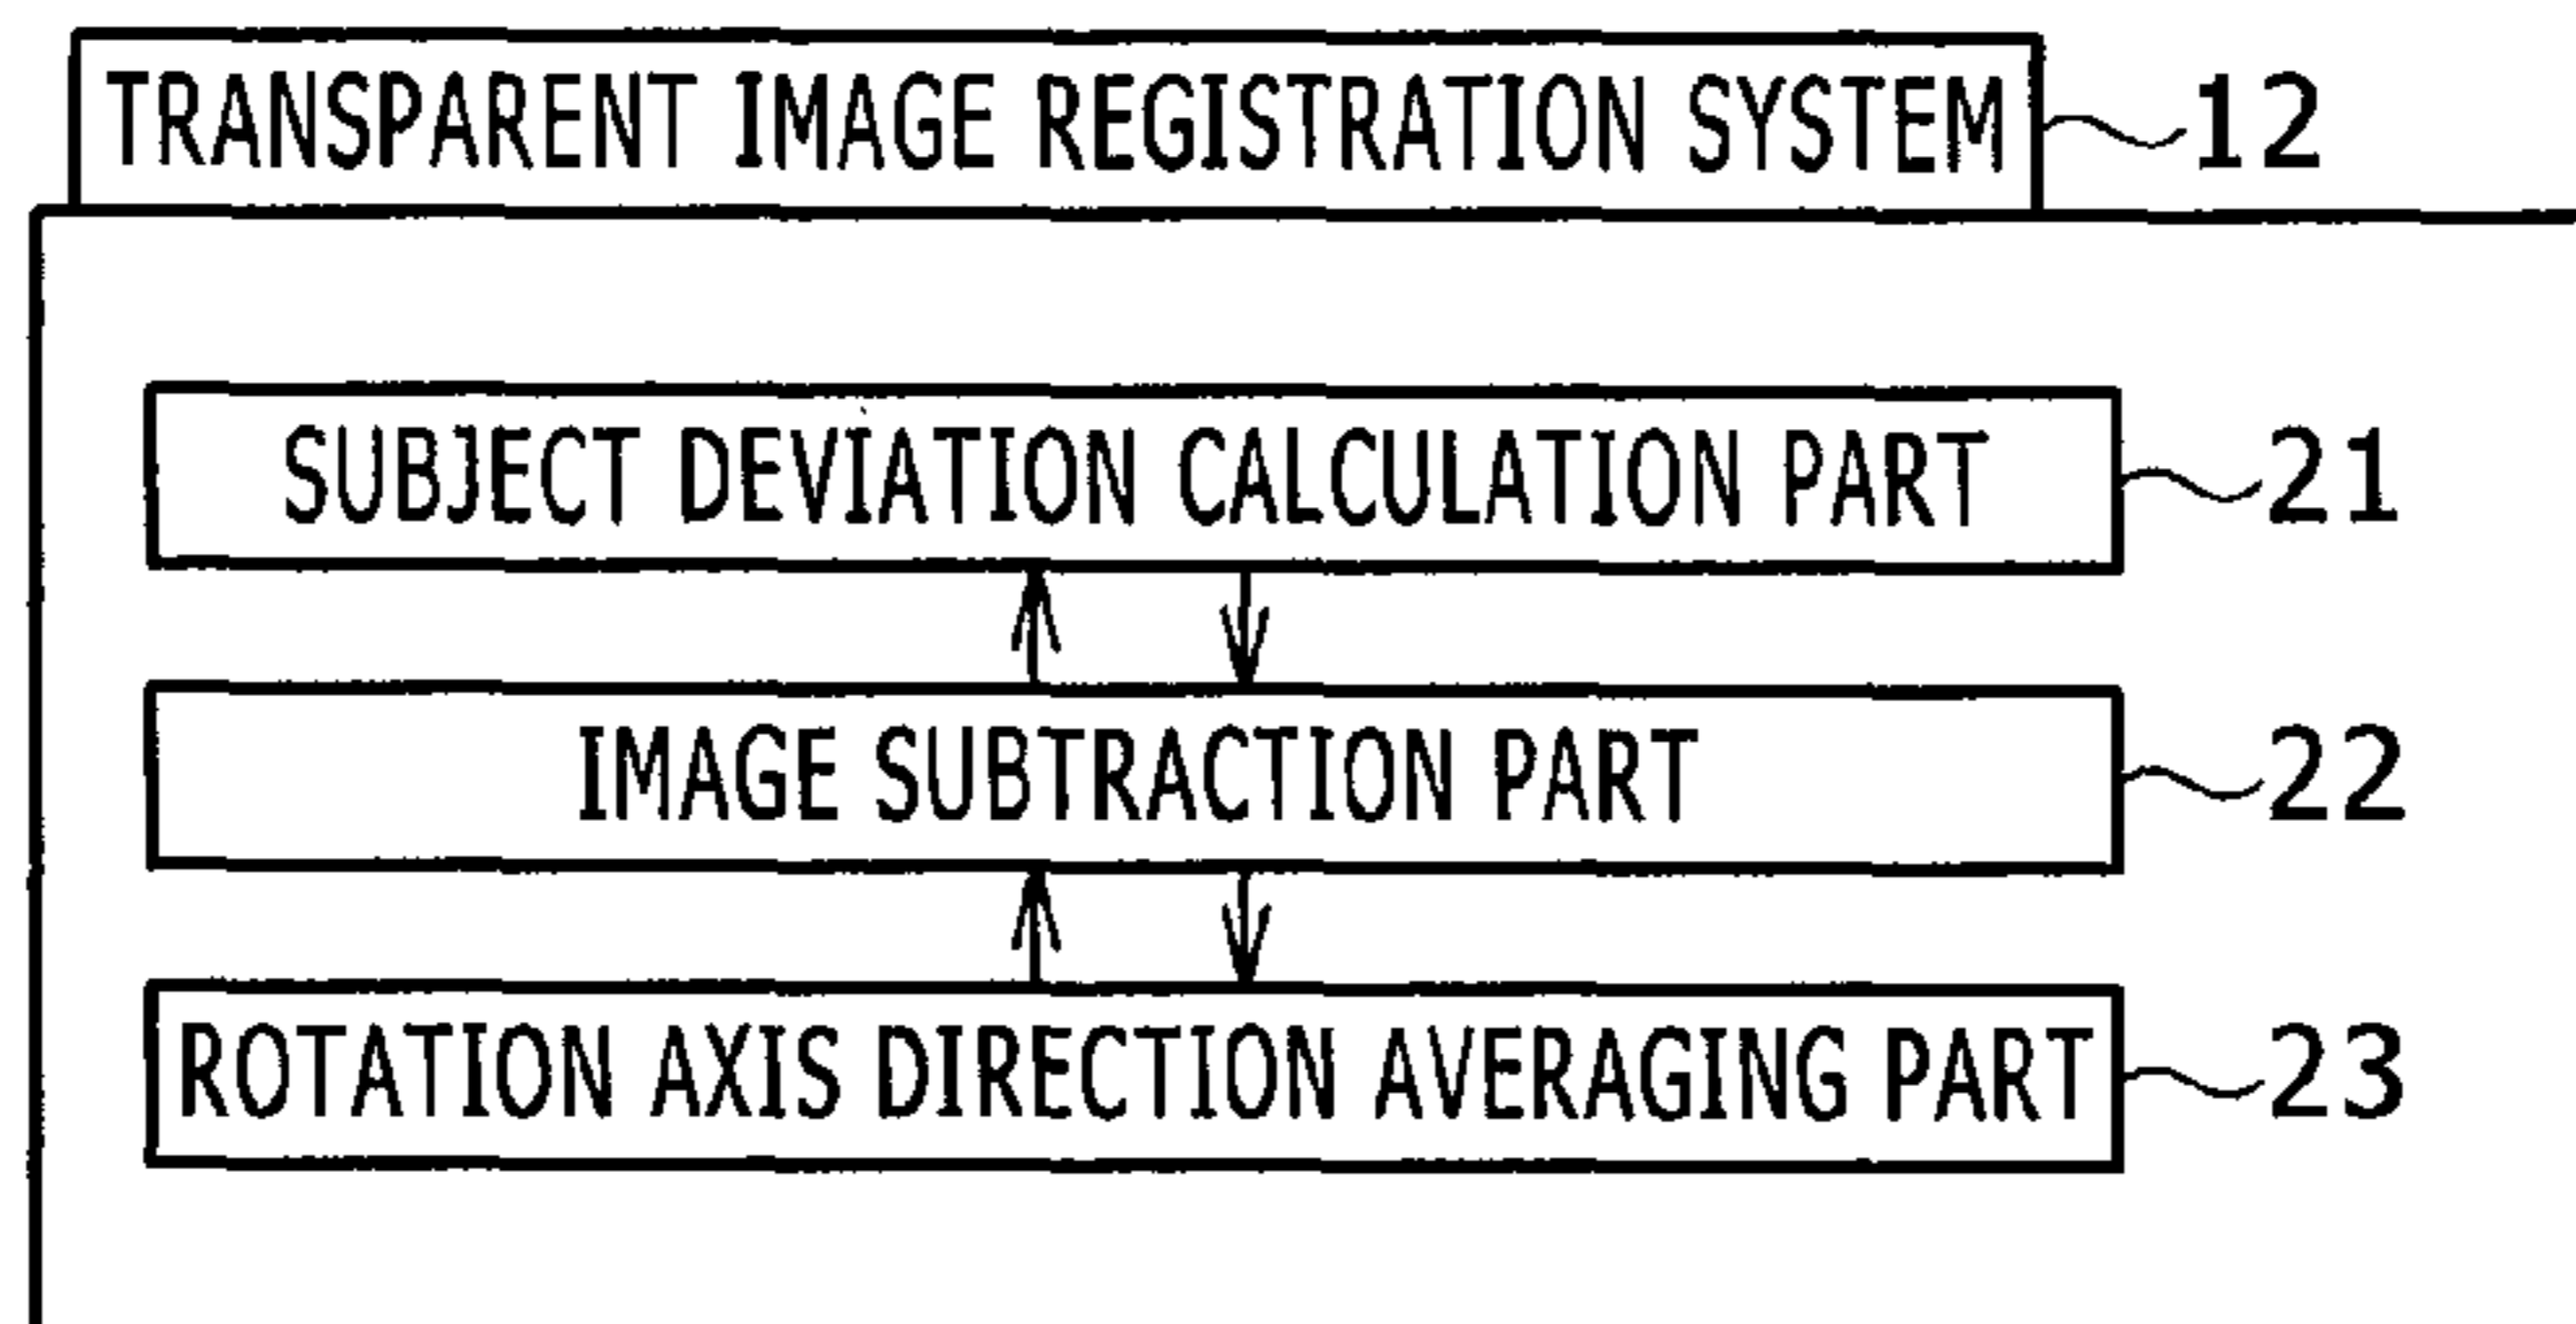 TRANSPARENT IMAGE REGISTRATION SYSTEM 12
SUBJECT DEVIATION CALCULATION PART 21
IMAGE SUBTRACTION PART 22
ROTATION AXIS DIRECTION AVERAGING PART 23